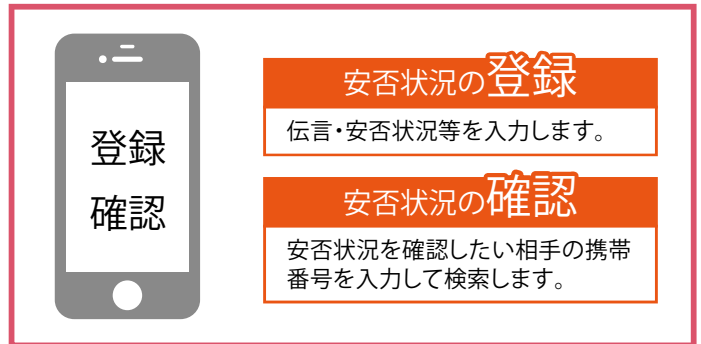 登録
確認
安否状況の登録
伝言・安否状況等を入力します。
安否状況の確認
安否状況を確認したい相手の携帯
番号を入力して検索します。